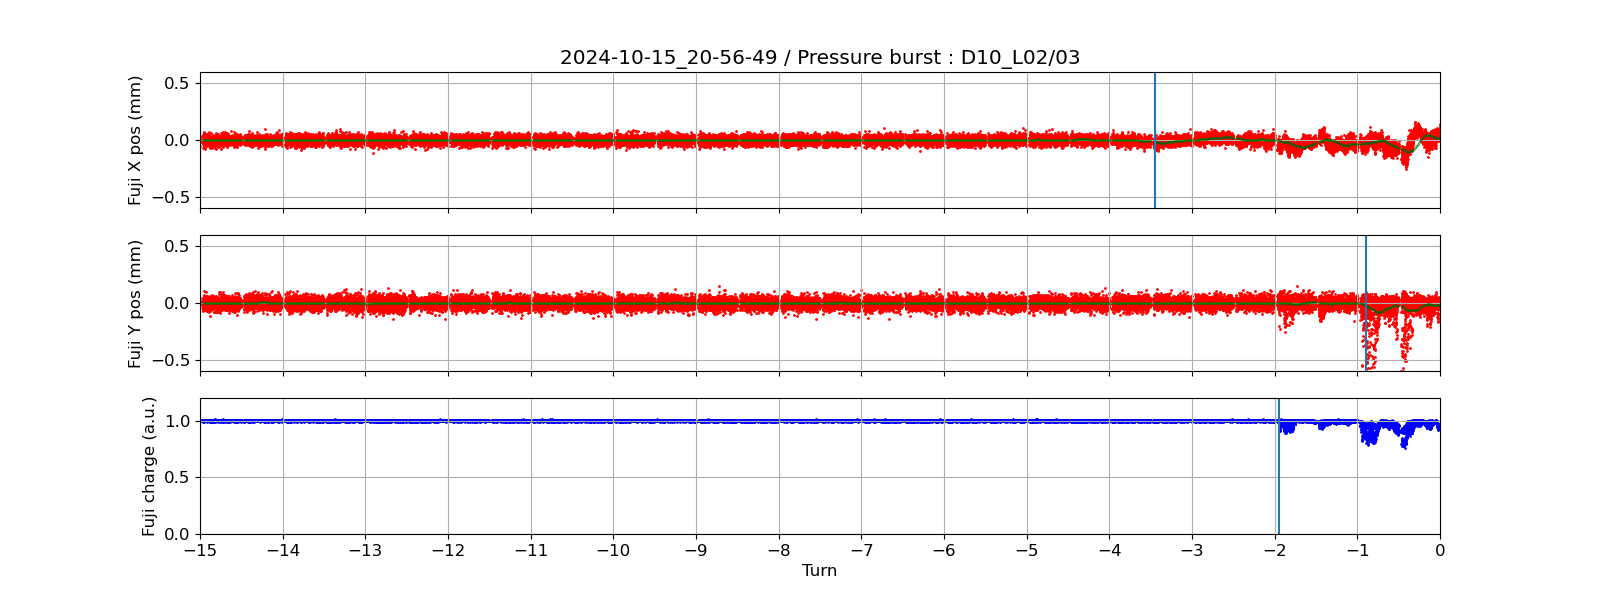 2024-10-15_20-56-49 / Pressure burst : D10_L02/03
Fuji X pos (mm)
0.5
0.0
−0.5
Fuji Y pos (mm)
0.5
0.0
−0.5
Fuji charge (a.u.)
1.0
0.5
0.0
−15 −14 −13 −12 −11 −10 −9 −8 −7 −6 −5 −4 −3 −2 −1 0
Turn